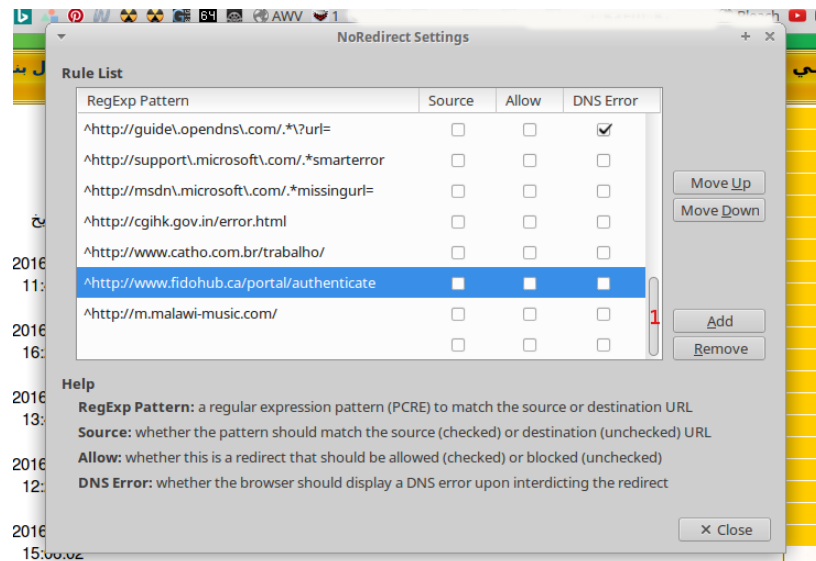 64 AWV 1
NoRedirect Settings
Rule List
RegExp Pattern Source Allow DNS Error
^http://guide\.opendns\.com/.*\?url=
^http://support\.microsoft\.com/.*smarterror
^http://msdn\.microsoft\.com/.*missingurl=
^http://cgihk.gov.in/error.html
^http://www.catho.com.br/trabalho/
^http://www.fidohub.ca/portal/authenticate
^http://m.malawi-music.com/
1
Move Up
Move Down
Add
Remove
Help
RegExp Pattern: a regular expression pattern (PCRE) to match the source or destination URL
Source: whether the pattern should match the source (checked) or destination (unchecked) URL
Allow: whether this is a redirect that should be allowed (checked) or blocked (unchecked)
DNS Error: whether the browser should display a DNS error upon interdicting the redirect
Close
2016
11:
2016
16:
2016
13:
2016
12:
2016